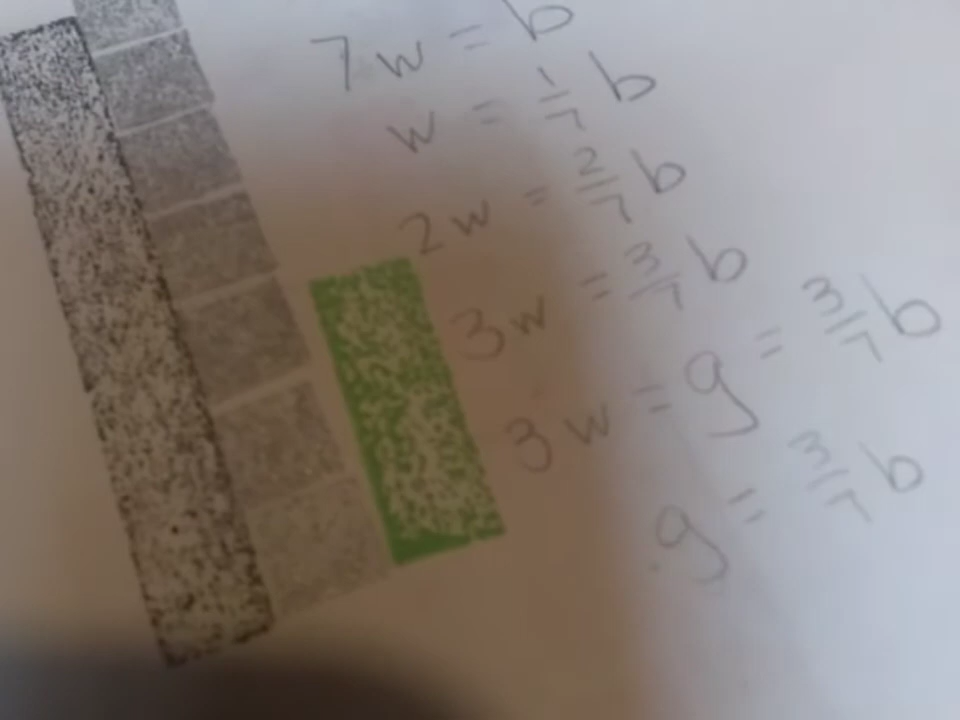 7w = b
w = 1/7 b
2w = 2/7 b
3w = 3/7 b
3w = g = 3/7 b
g = 3/7 b